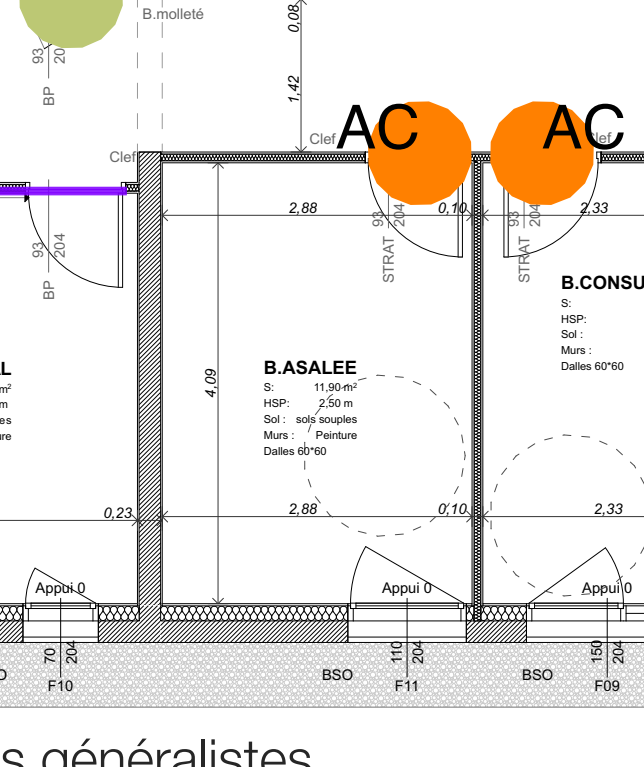 B.molleté
0,08
93
20
BP
1,42
AC
AC
Clef
Clef
Clef
2,88
0,10
2,33
93
204
STRAT
93
204
STRAT
93
204
BP
B.CONSU
S:
HSP:
Sol :
Murs :
Dalles 60*60
B.ASALEE
S: 11,90 m²
HSP: 2,50 m
Sol : sols souples
Murs : Peinture
Dalles 60*60
L
m²
m
es
ure
4,09
0,23
2,88
0,10
2,33
Appui 0
Appui 0
Appui 0
70
204
110
204
150
204
O
F10
BSO
F11
BSO
F09
s généralistes